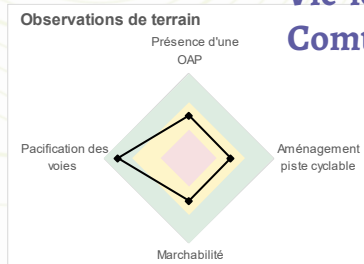 Observations de terrain
Présence d'une
OAP
Pacification des
voies
Aménagement
piste cyclable
Marchabilité